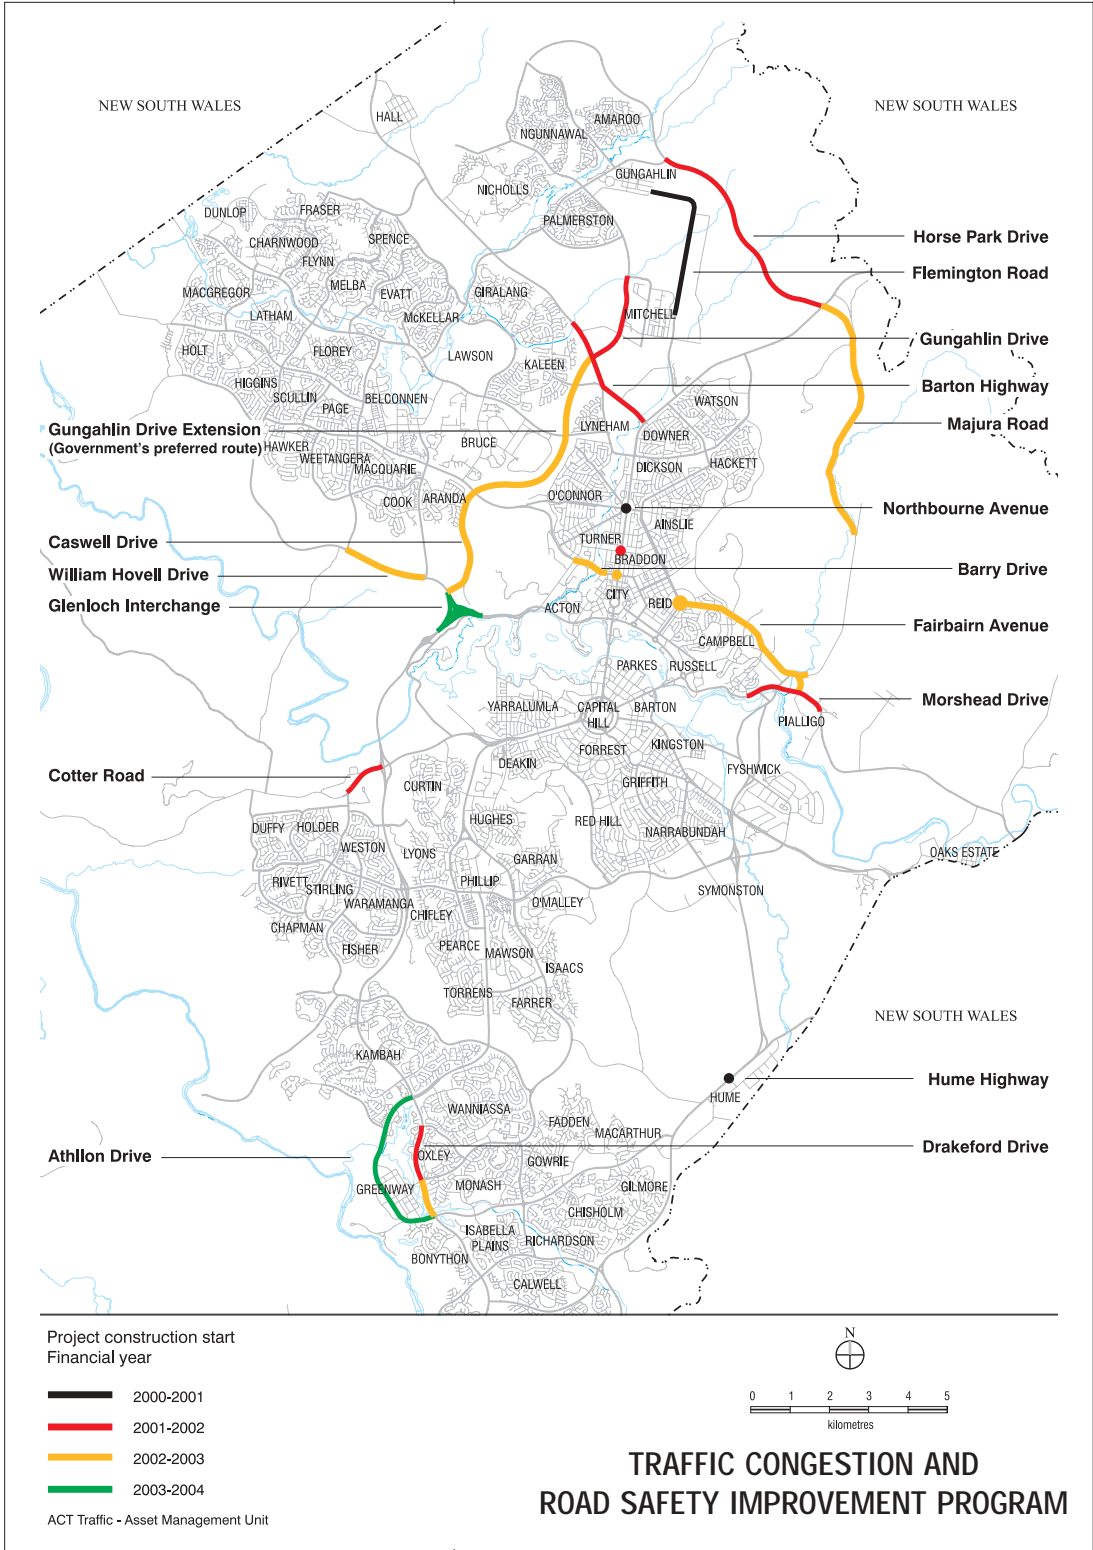 NEW SOUTH WALES
NEW SOUTH WALES
HALL
AMAROO
NGUNNAWAL
GUNGAHLIN
NICHOLLS
PALMERSTON
DUNLOP
FRASER
SPENCE
CHARNWOOD
FLYNN
MELBA
EVATT
MACGREGOR
LATHAM
McKELLAR
GIRALANG
MITCHELL
HOLT
FLOREY
LAWSON
KALEEN
HIGGINS
SCULLIN
PAGE
BELCONNEN
WATSON
LYNEHAM
DOWNER
BRUCE
HAWKER
WEETANGERA
MACQUARIE
DICKSON
HACKETT
COOK
ARANDA
O'CONNOR
AINSLIE
TURNER
BRADDON
CITY
ACTON
REID
CAMPBELL
PARKES
RUSSELL
YARRALUMLA
CAPITAL
HILL
BARTON
PIALLIGO
FORREST
KINGSTON
DEAKIN
FYSHWICK
GRIFFITH
CURTIN
HUGHES
RED HILL
NARRABUNDAH
DUFFY
HOLDER
WESTON
LYONS
GARRAN
OAKS ESTATE
RIVETT
STIRLING
PHILLIP
SYMONSTON
WARAMANGA
O'MALLEY
CHIFLEY
CHAPMAN
FISHER
PEARCE
MAWSON
ISAACS
TORRENS
FARRER
NEW SOUTH WALES
KAMBAH
HUME
WANNIASSA
FADDEN
MACARTHUR
OXLEY
GOWRIE
GREENWAY
MONASH
GILMORE
CHISHOLM
ISABELLA
PLAINS
RICHARDSON
BONYTHON
CALWELL
Horse Park Drive
Flemington Road
Gungahlin Drive
Barton Highway
Majura Road
Northbourne Avenue
Barry Drive
Fairbairn Avenue
Morshead Drive
Hume Highway
Drakeford Drive
Gungahlin Drive Extension
(Government's preferred route)
Caswell Drive
William Hovell Drive
Glenloch Interchange
Cotter Road
Athllon Drive
Project construction start
Financial year
2000-2001
2001-2002
2002-2003
2003-2004
ACT Traffic - Asset Management Unit
N
0 1 2 3 4 5
kilometres
TRAFFIC CONGESTION AND
ROAD SAFETY IMPROVEMENT PROGRAM